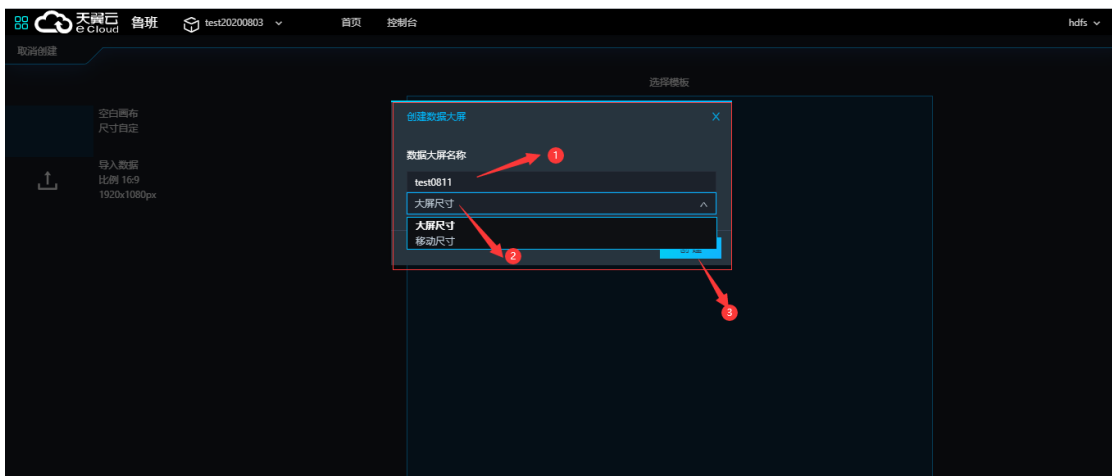 天翼云
e Cloud
鲁班
test20200803
首页
控制台
hdfs
取消创建
选择模板
空白画布
尺寸自定
导入数据
比例 16:9
1920x1080px
创建数据大屏
X
数据大屏名称
1
test0811
大屏尺寸
大屏尺寸
移动尺寸
2
3